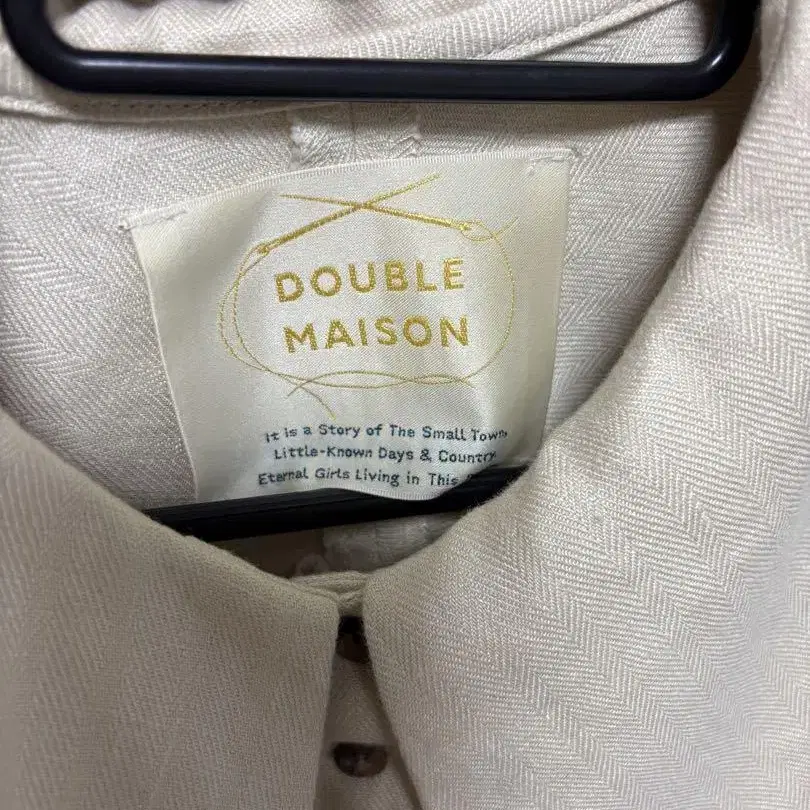 DOUBLE
MAISON
It is a Story of The Small Town
Little-Known Days & Country
Eternal Girls Living in This